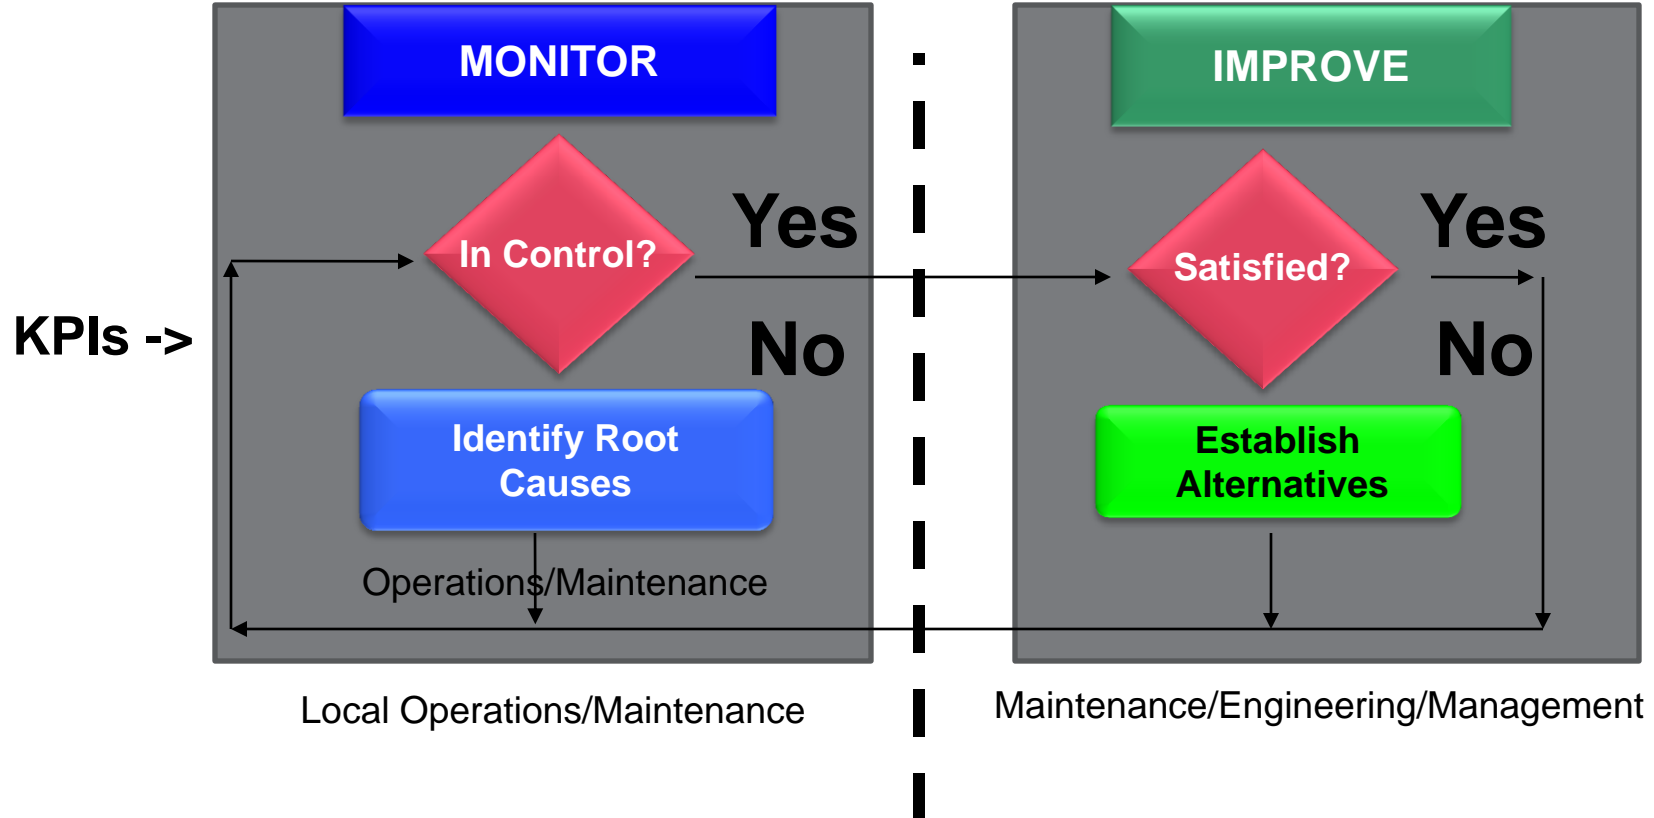 MONITOR
IMPROVE
Yes
Yes
In Control?
Satisfied?
KPIs ->
No
No
Identify Root
Causes
Establish
Alternatives
Operations/Maintenance
Local Operations/Maintenance
Maintenance/Engineering/Management